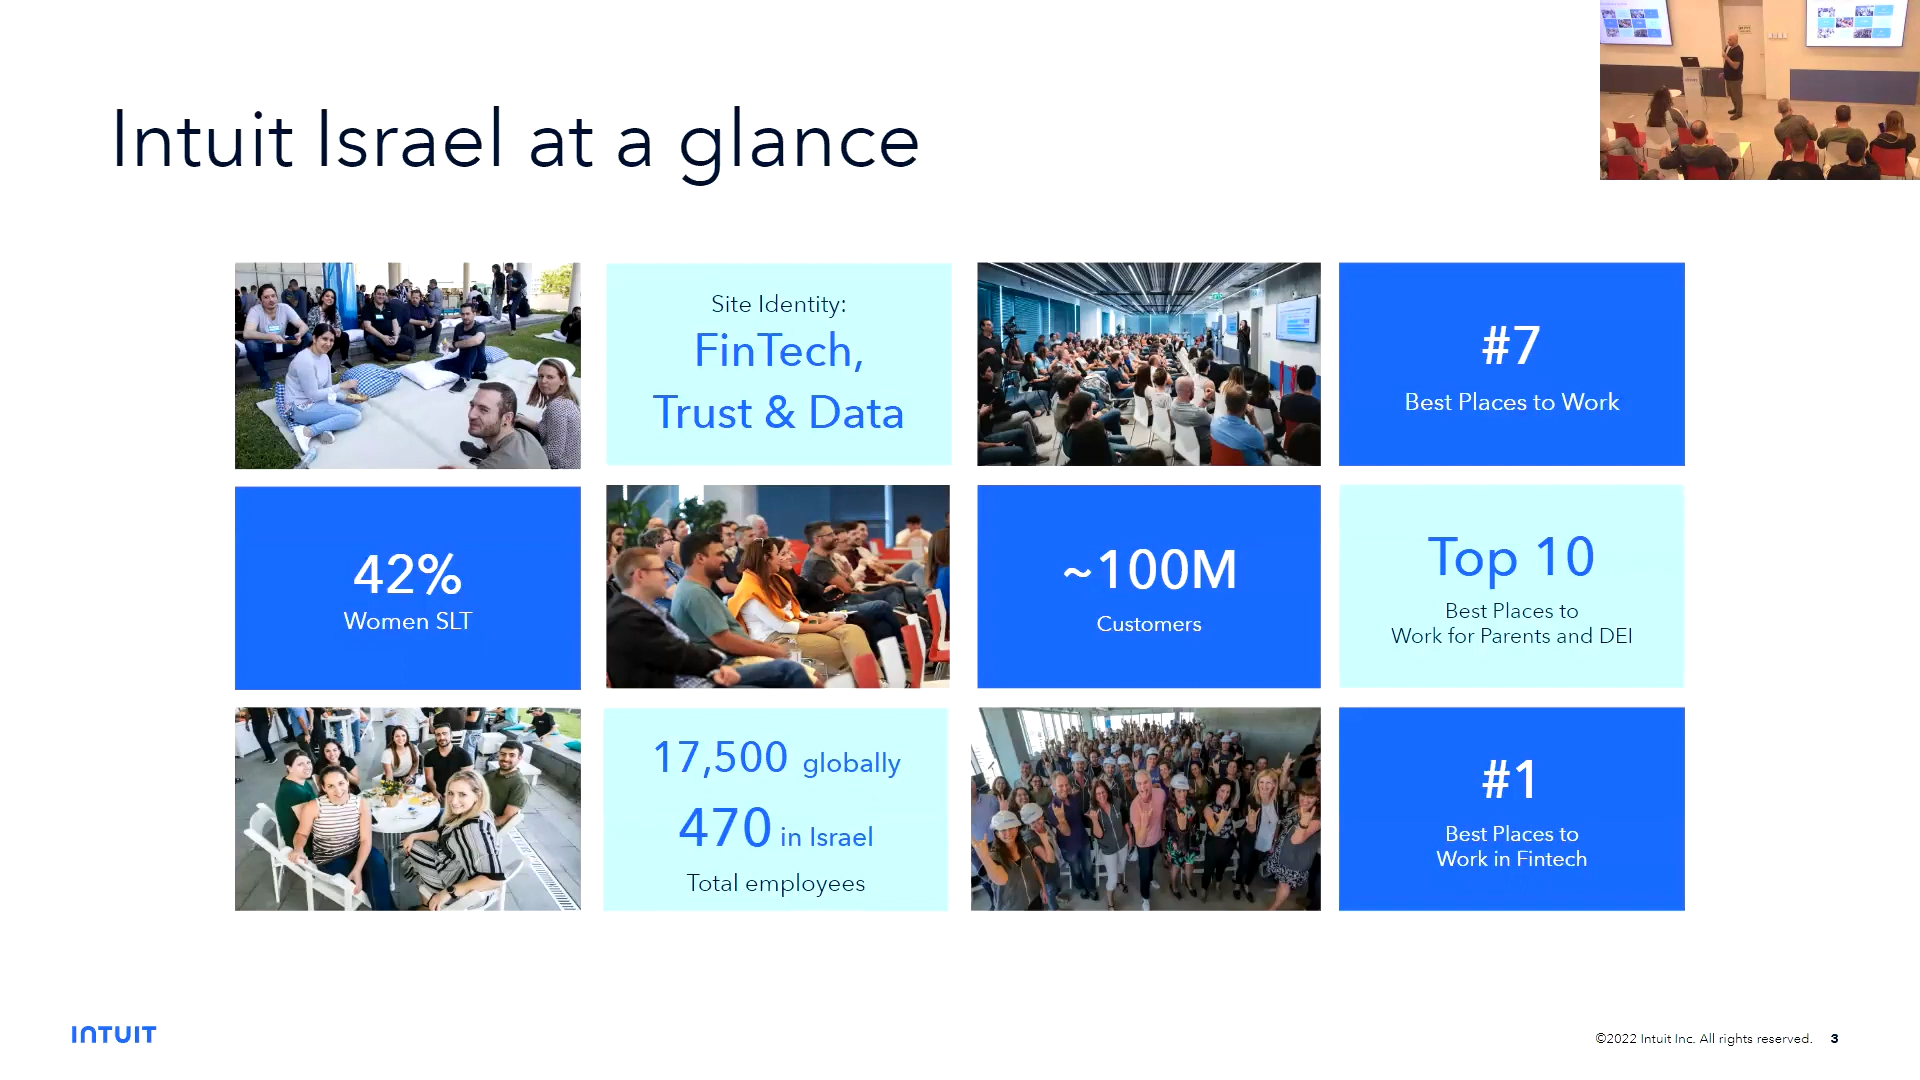 Intuit Israel at a glance
Site Identity:
FinTech,
Trust & Data
#7
Best Places to Work
42%
Women SLT
~100M
Customers
Top 10
Best Places to
Work for Parents and DEI
17,500 globally
470 in Israel
Total employees
#1
Best Places to
Work in Fintech
INTUIT
©2022 Intuit Inc. All rights reserved. 3